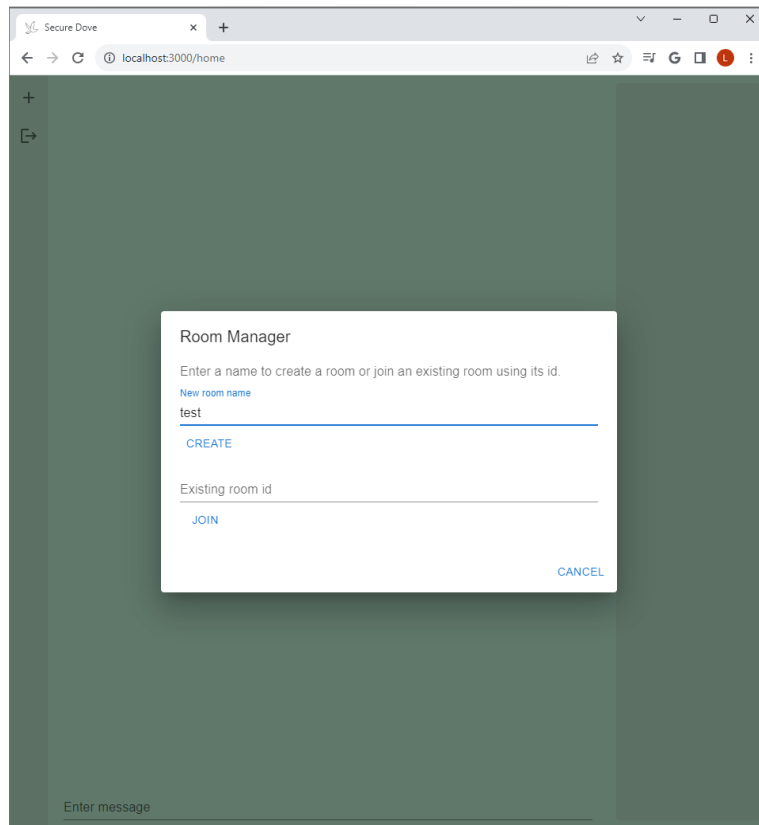 Secure Dove
localhost:3000/home
G
L
Room Manager
Enter a name to create a room or join an existing room using its id.
New room name
test
CREATE
Existing room id
JOIN
CANCEL
Enter message